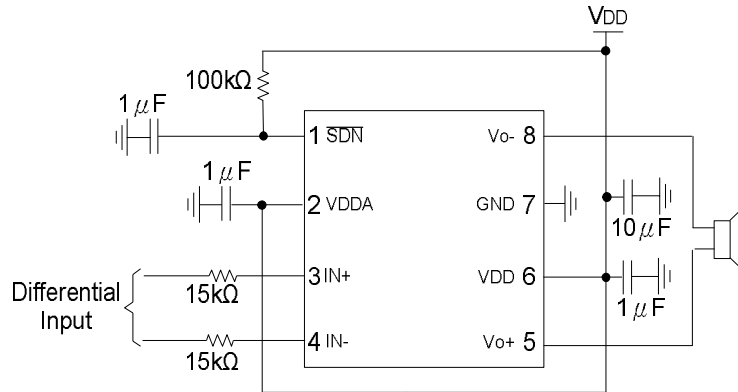 VDD
100kΩ
1μF
1 SDN
Vo- 8
1μF
2 VDDA
GND 7
10μF
Differential
Input
15kΩ
3 IN+
VDD 6
1μF
15kΩ
4 IN-
Vo+ 5